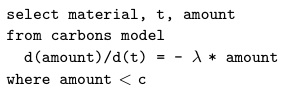 select material, t, amount
from carbons model
d(amount)/d(t) = - λ * amount
where amount < c